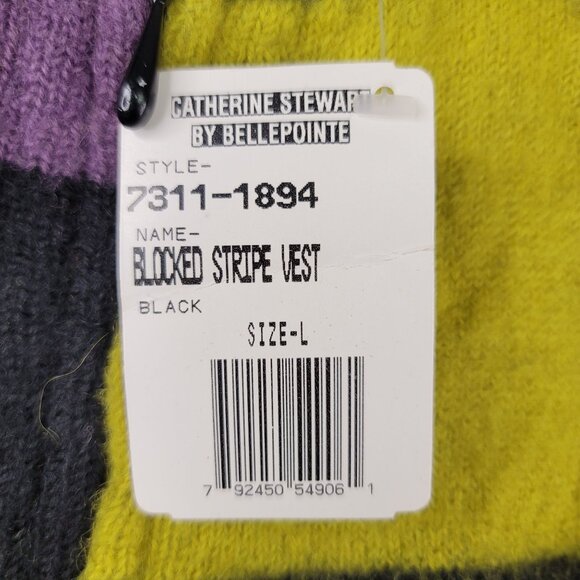 CATHERINE STEWART
BY BELLEPOINTE
STYLE-
7311-1894
NAME-
BLOCKED STRIPE VEST
BLACK
SIZE-L
7 92450 54906 1